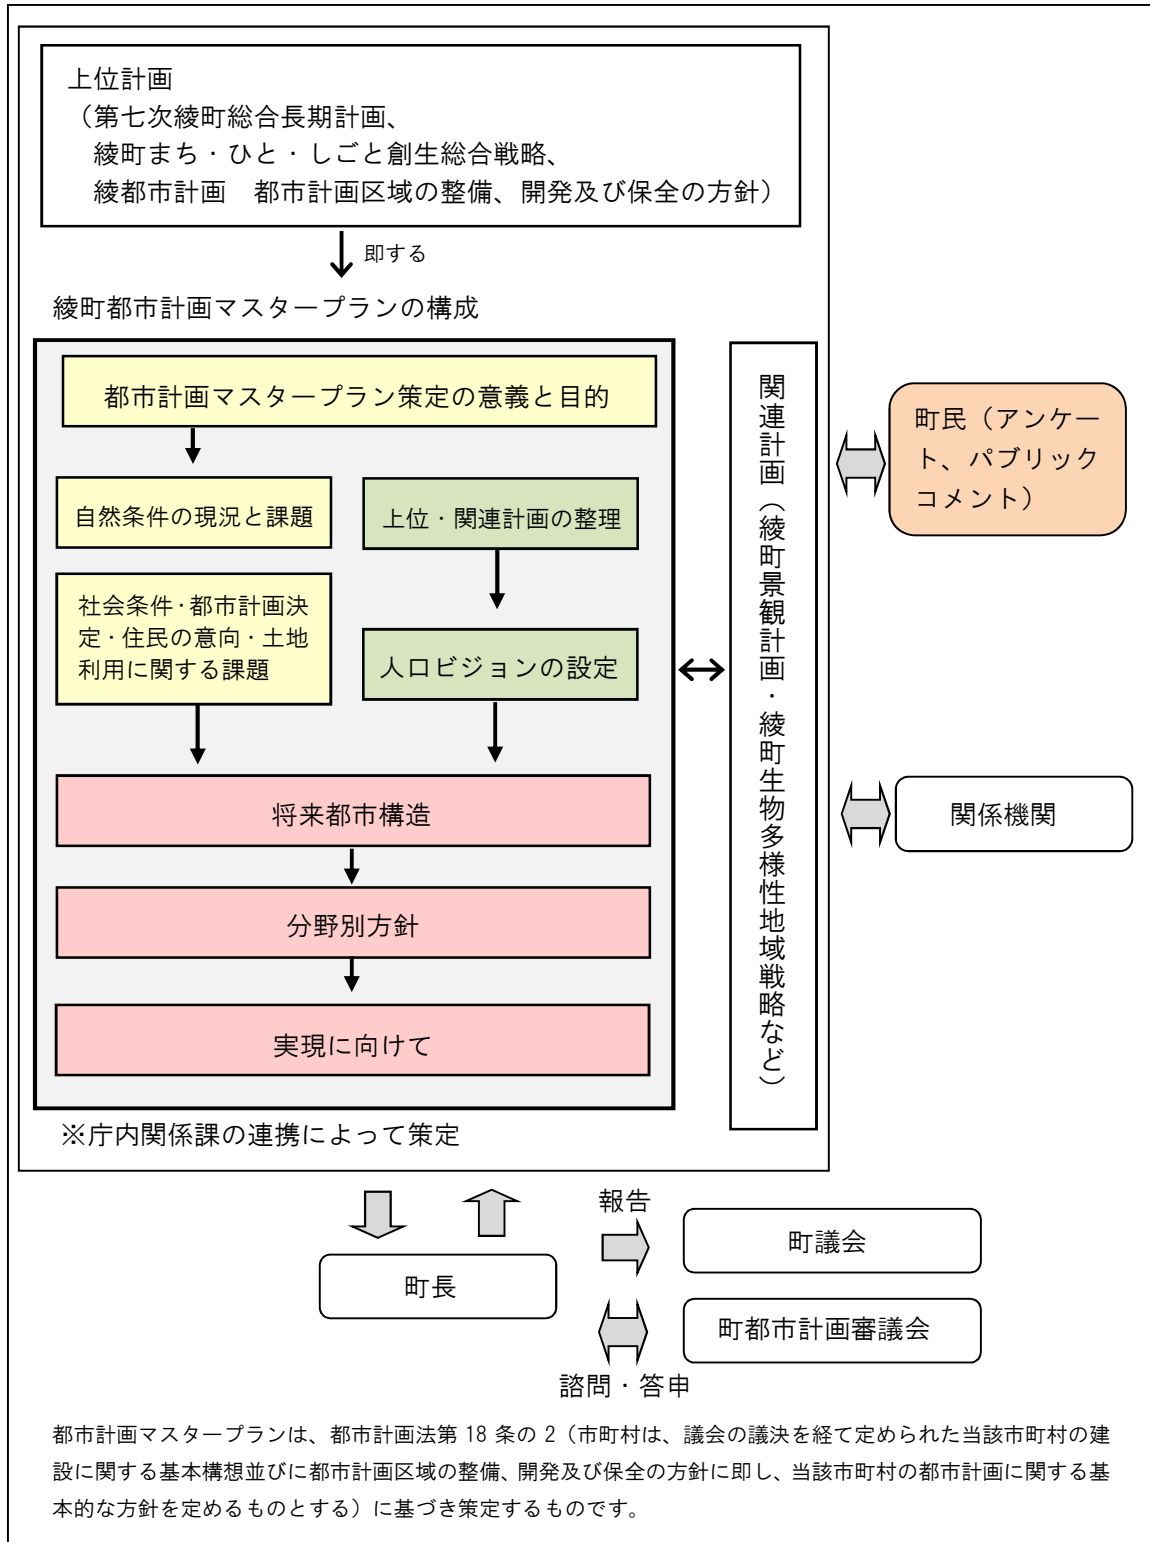 上位計画
（第七次綾町総合長期計画、
綾町まち・ひと・しごと創生総合戦略、
綾都市計画　都市計画区域の整備、開発及び保全の方針）
即する
綾町都市計画マスタープランの構成
都市計画マスタープラン策定の意義と目的
自然条件の現況と課題
上位・関連計画の整理
社会条件・都市計画決
定・住民の意向・土地
利用に関する課題
人口ビジョンの設定
将来都市構造
分野別方針
実現に向けて
※庁内関係課の連携によって策定
関連計画（綾町景観計画・綾町生物多様性地域戦略など）
町民（アンケー
ト、パブリック
コメント）
関係機関
報告
町議会
町長
町都市計画審議会
諮問・答申
都市計画マスタープランは、都市計画法第 18 条の 2（市町村は、議会の議決を経て定められた当該市町村の建
設に関する基本構想並びに都市計画区域の整備、開発及び保全の方針に即し、当該市町村の都市計画に関する基
本的な方針を定めるものとする）に基づき策定するものです。